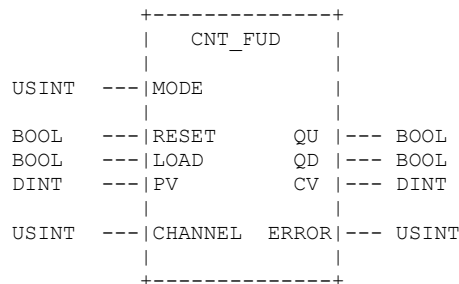 CNT_FUD
USINT ---|MODE
BOOL ---|RESET QU |--- BOOL
BOOL ---|LOAD QD |--- BOOL
DINT ---|PV CV |--- DINT
USINT ---|CHANNEL ERROR|--- USINT